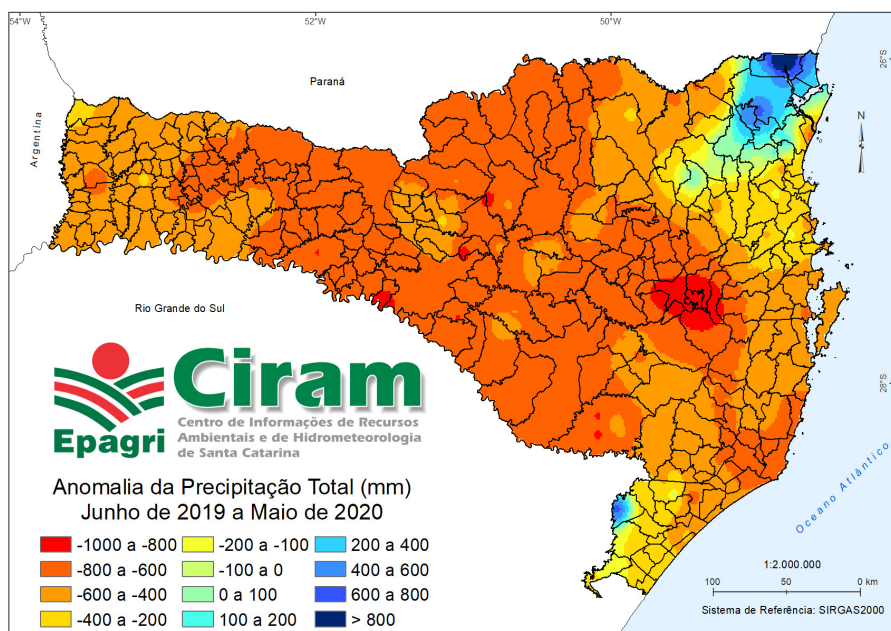 54°W
52°W
50°W
Paraná
26°S
Argentina
N
Rio Grande do Sul
28°S
Ciram
Centro de Informações de Recursos
Ambientais e de Hidrometeorologia
de Santa Catarina
Epagri
Oceano Atlântico
Anomalia da Precipitação Total (mm)
Junho de 2019 a Maio de 2020
-1000 a -800
-200 a -100
200 a 400
-800 a -600
-100 a 0
400 a 600
-600 a -400
0 a 100
600 a 800
-400 a -200
100 a 200
> 800
1:2.000.000
100 50 0 km
Sistema de Referência: SIRGAS2000